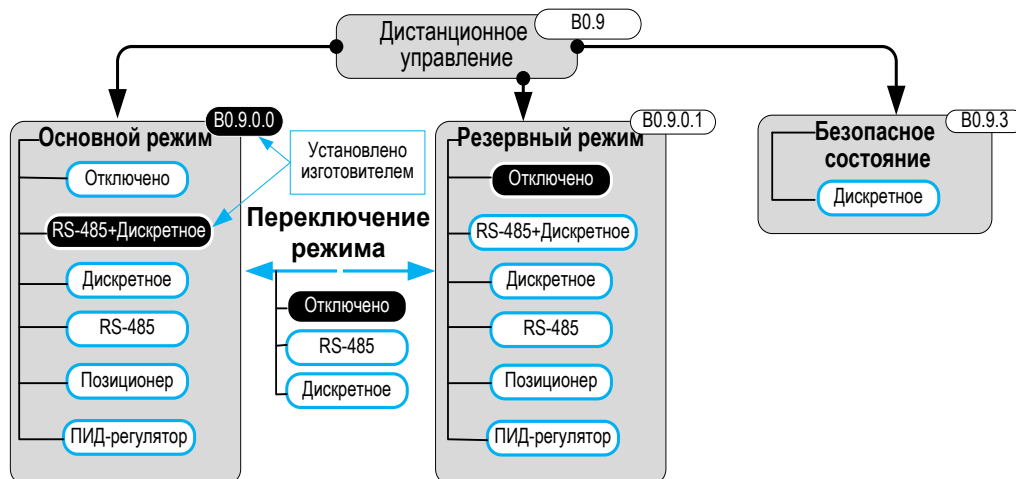 Дистанционное
управление
B0.9
Основной режим
B0.9.0.0
Отключено
RS-485+Дискретное
Дискретное
RS-485
Позиционер
ПИД-регулятор
Установлено
изготовителем
Переключение
режима
Отключено
RS-485
Дискретное
Резервный режим
B0.9.0.1
Отключено
RS-485+Дискретное
Дискретное
RS-485
Позиционер
ПИД-регулятор
Безопасное
состояние
B0.9.3
Дискретное